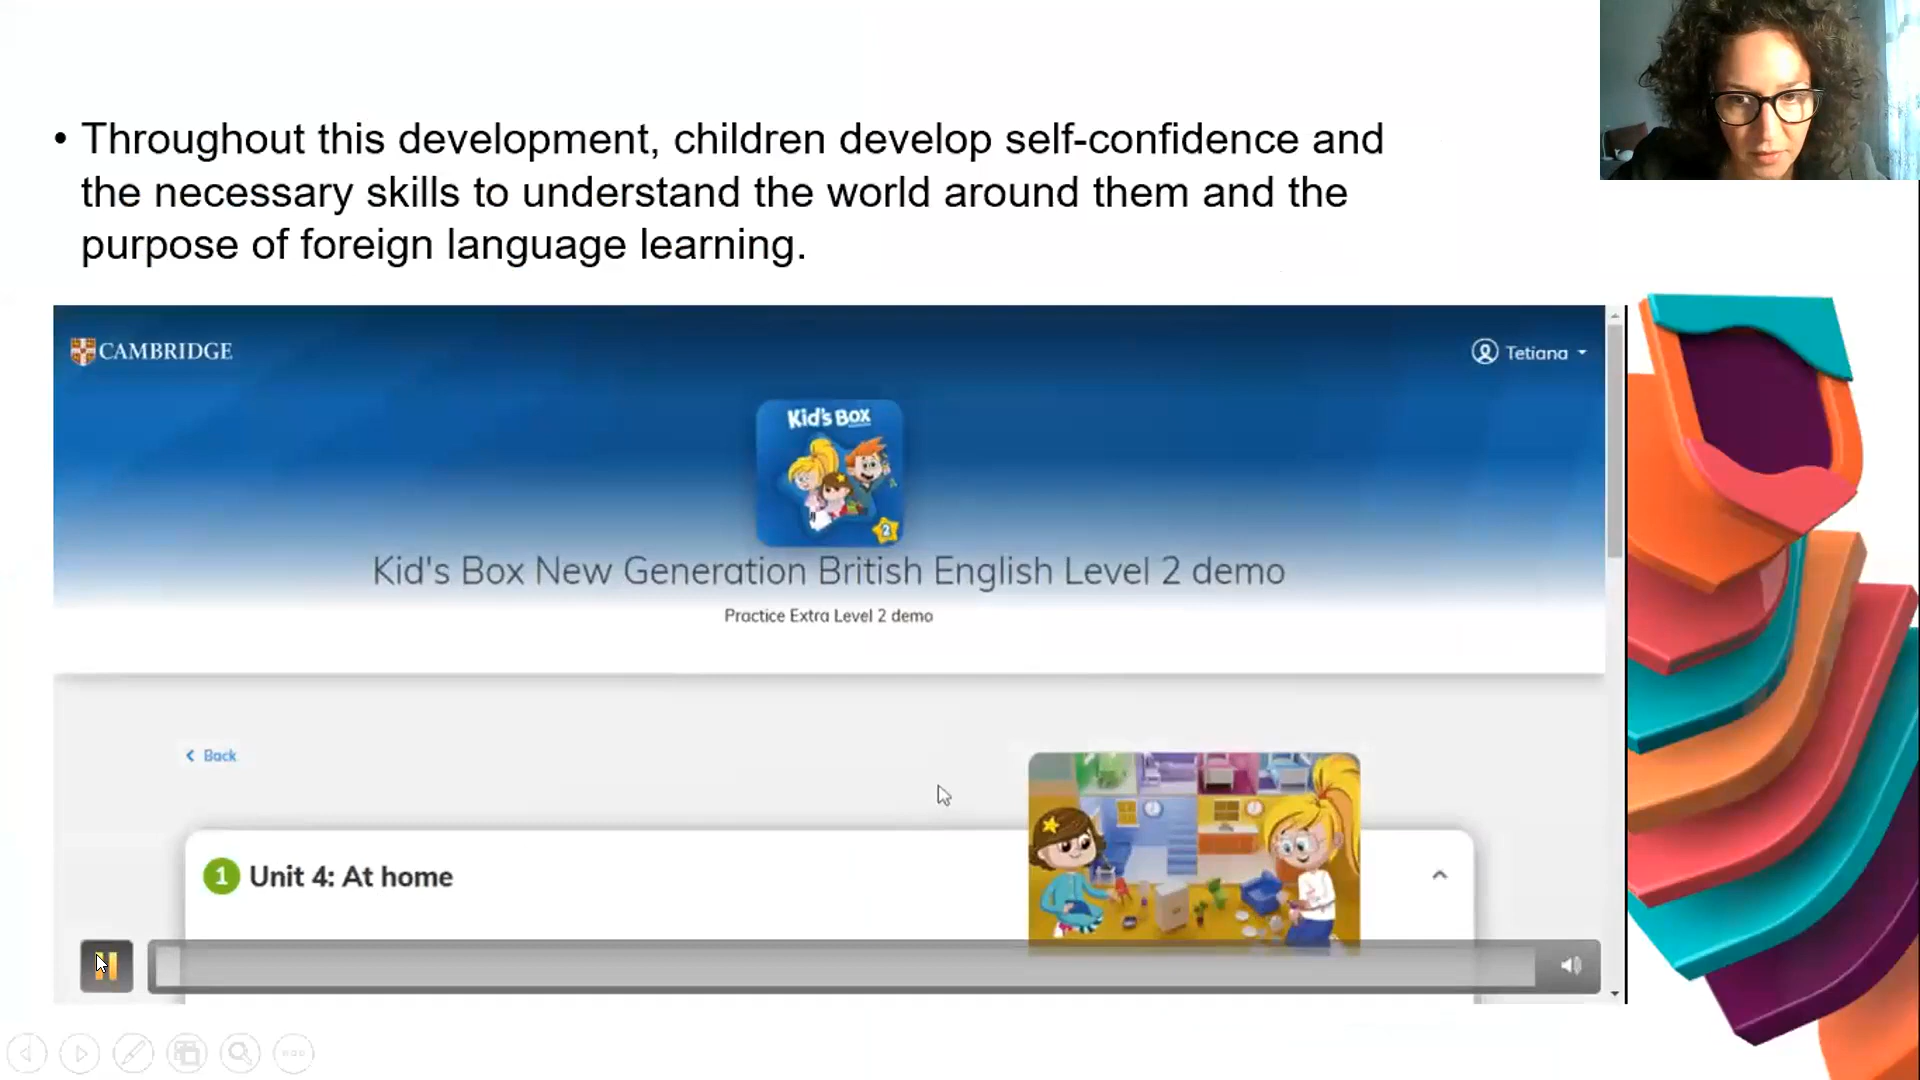 • Throughout this development, children develop self-confidence and
the necessary skills to understand the world around them and the
purpose of foreign language learning.
CAMBRIDGE
Tetiana
Kid's Box
2
Kid's Box New Generation British English Level 2 demo
Practice Extra Level 2 demo
Back
1 Unit 4: At home